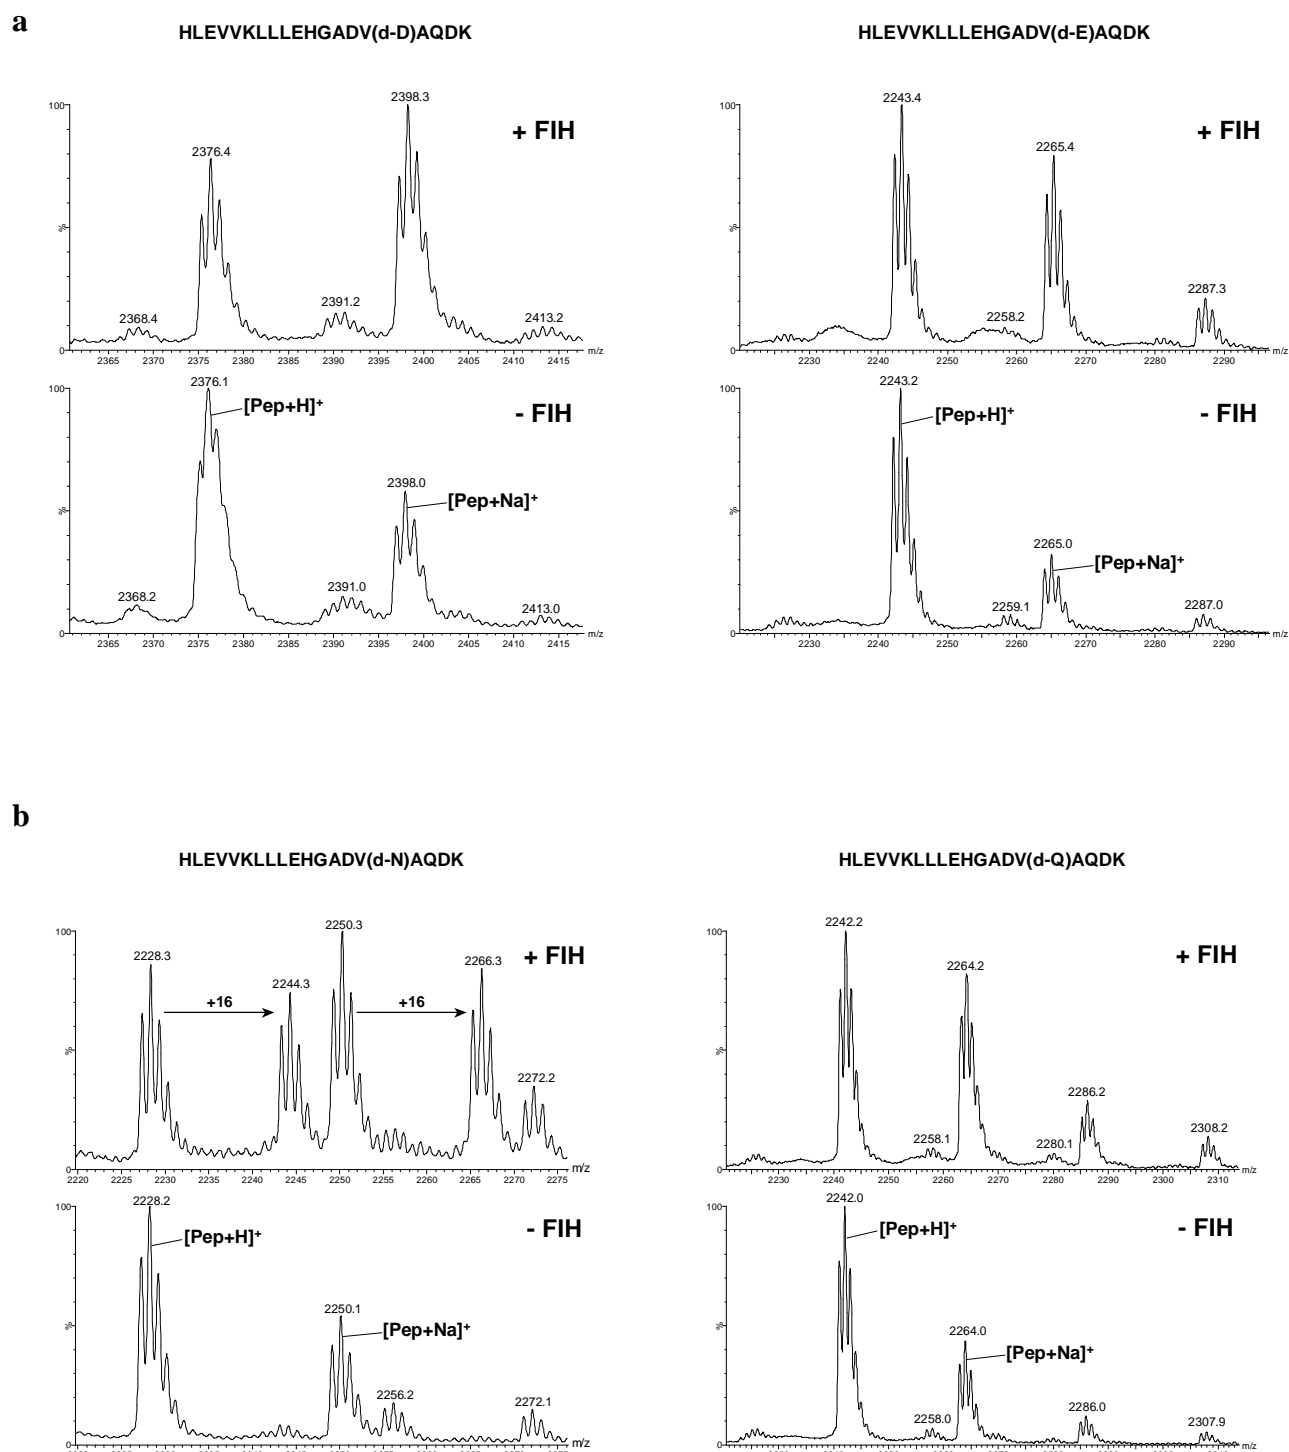 a
HLEVVKLLLEHGADV(d-D)AQDK
HLEVVKLLLEHGADV(d-E)AQDK
100
%
0
2376.4
2398.3
2368.4
2391.2
2413.2
+ FIH
2365 2370 2375 2380 2385 2390 2395 2400 2405 2410 2415 m/z
100
%
0
2243.4
2265.4
2258.2
2287.3
+ FIH
2230 2240 2250 2260 2270 2280 2290 m/z
100
%
0
2376.1
[Pep+H]+
2398.0
[Pep+Na]+
2368.2
2391.0
2413.0
- FIH
2365 2370 2375 2380 2385 2390 2395 2400 2405 2410 2415 m/z
100
%
0
2243.2
[Pep+H]+
2265.0
[Pep+Na]+
2259.1
2287.0
- FIH
2230 2240 2250 2260 2270 2280 2290 m/z
b
HLEVVKLLLEHGADV(d-N)AQDK
HLEVVKLLLEHGADV(d-Q)AQDK
100
%
0
2228.3
+16
2244.3
2250.3
+16
2266.3
2272.2
+ FIH
2220 2225 2230 2235 2240 2245 2250 2255 2260 2265 2270 2275 m/z
100
%
0
2242.2
2264.2
2258.1
2280.1
2286.2
2308.2
+ FIH
2230 2240 2250 2260 2270 2280 2290 2300 2310 m/z
100
%
0
2228.2
[Pep+H]+
2250.1
[Pep+Na]+
2256.2
2272.1
- FIH
m/z
100
%
0
2242.0
[Pep+H]+
2264.0
[Pep+Na]+
2258.0
2286.0
2307.9
- FIH
m/z